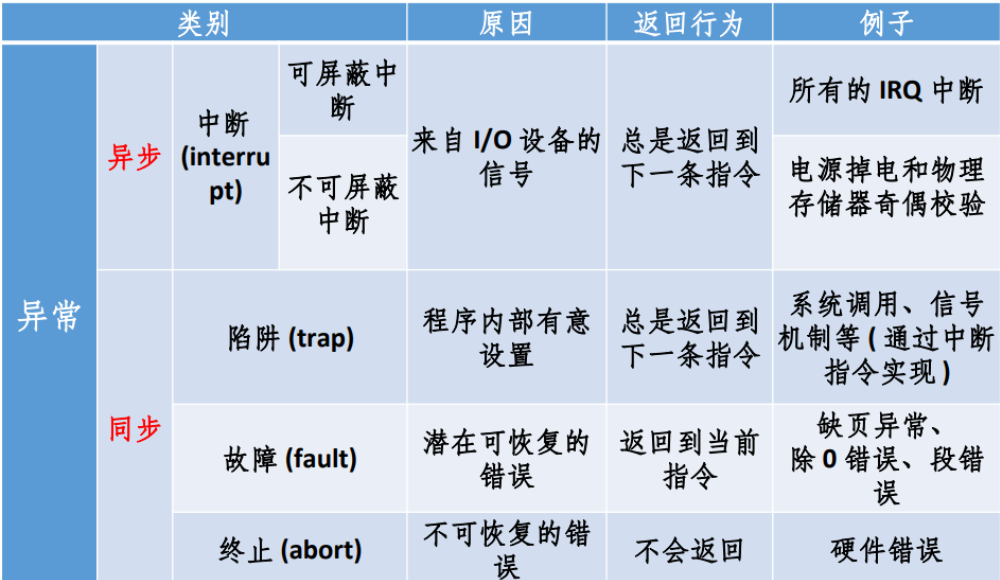 类别 原因 返回行为 例子
异常
异步
中断
(interru
pt)
可屏蔽中
断
来自 I/O 设备的
信号
总是返回到
下一条指令
所有的 IRQ 中断
不可屏蔽
中断
电源掉电和物理
存储器奇偶校验
同步
陷阱 (trap)
程序内部有意
设置
总是返回到
下一条指令
系统调用、信号
机制等 ( 通过中断
指令实现 )
故障 (fault)
潜在可恢复的
错误
返回到当前
指令
缺页异常、
除 0 错误、段错
误
终止 (abort)
不可恢复的错
误
不会返回
硬件错误